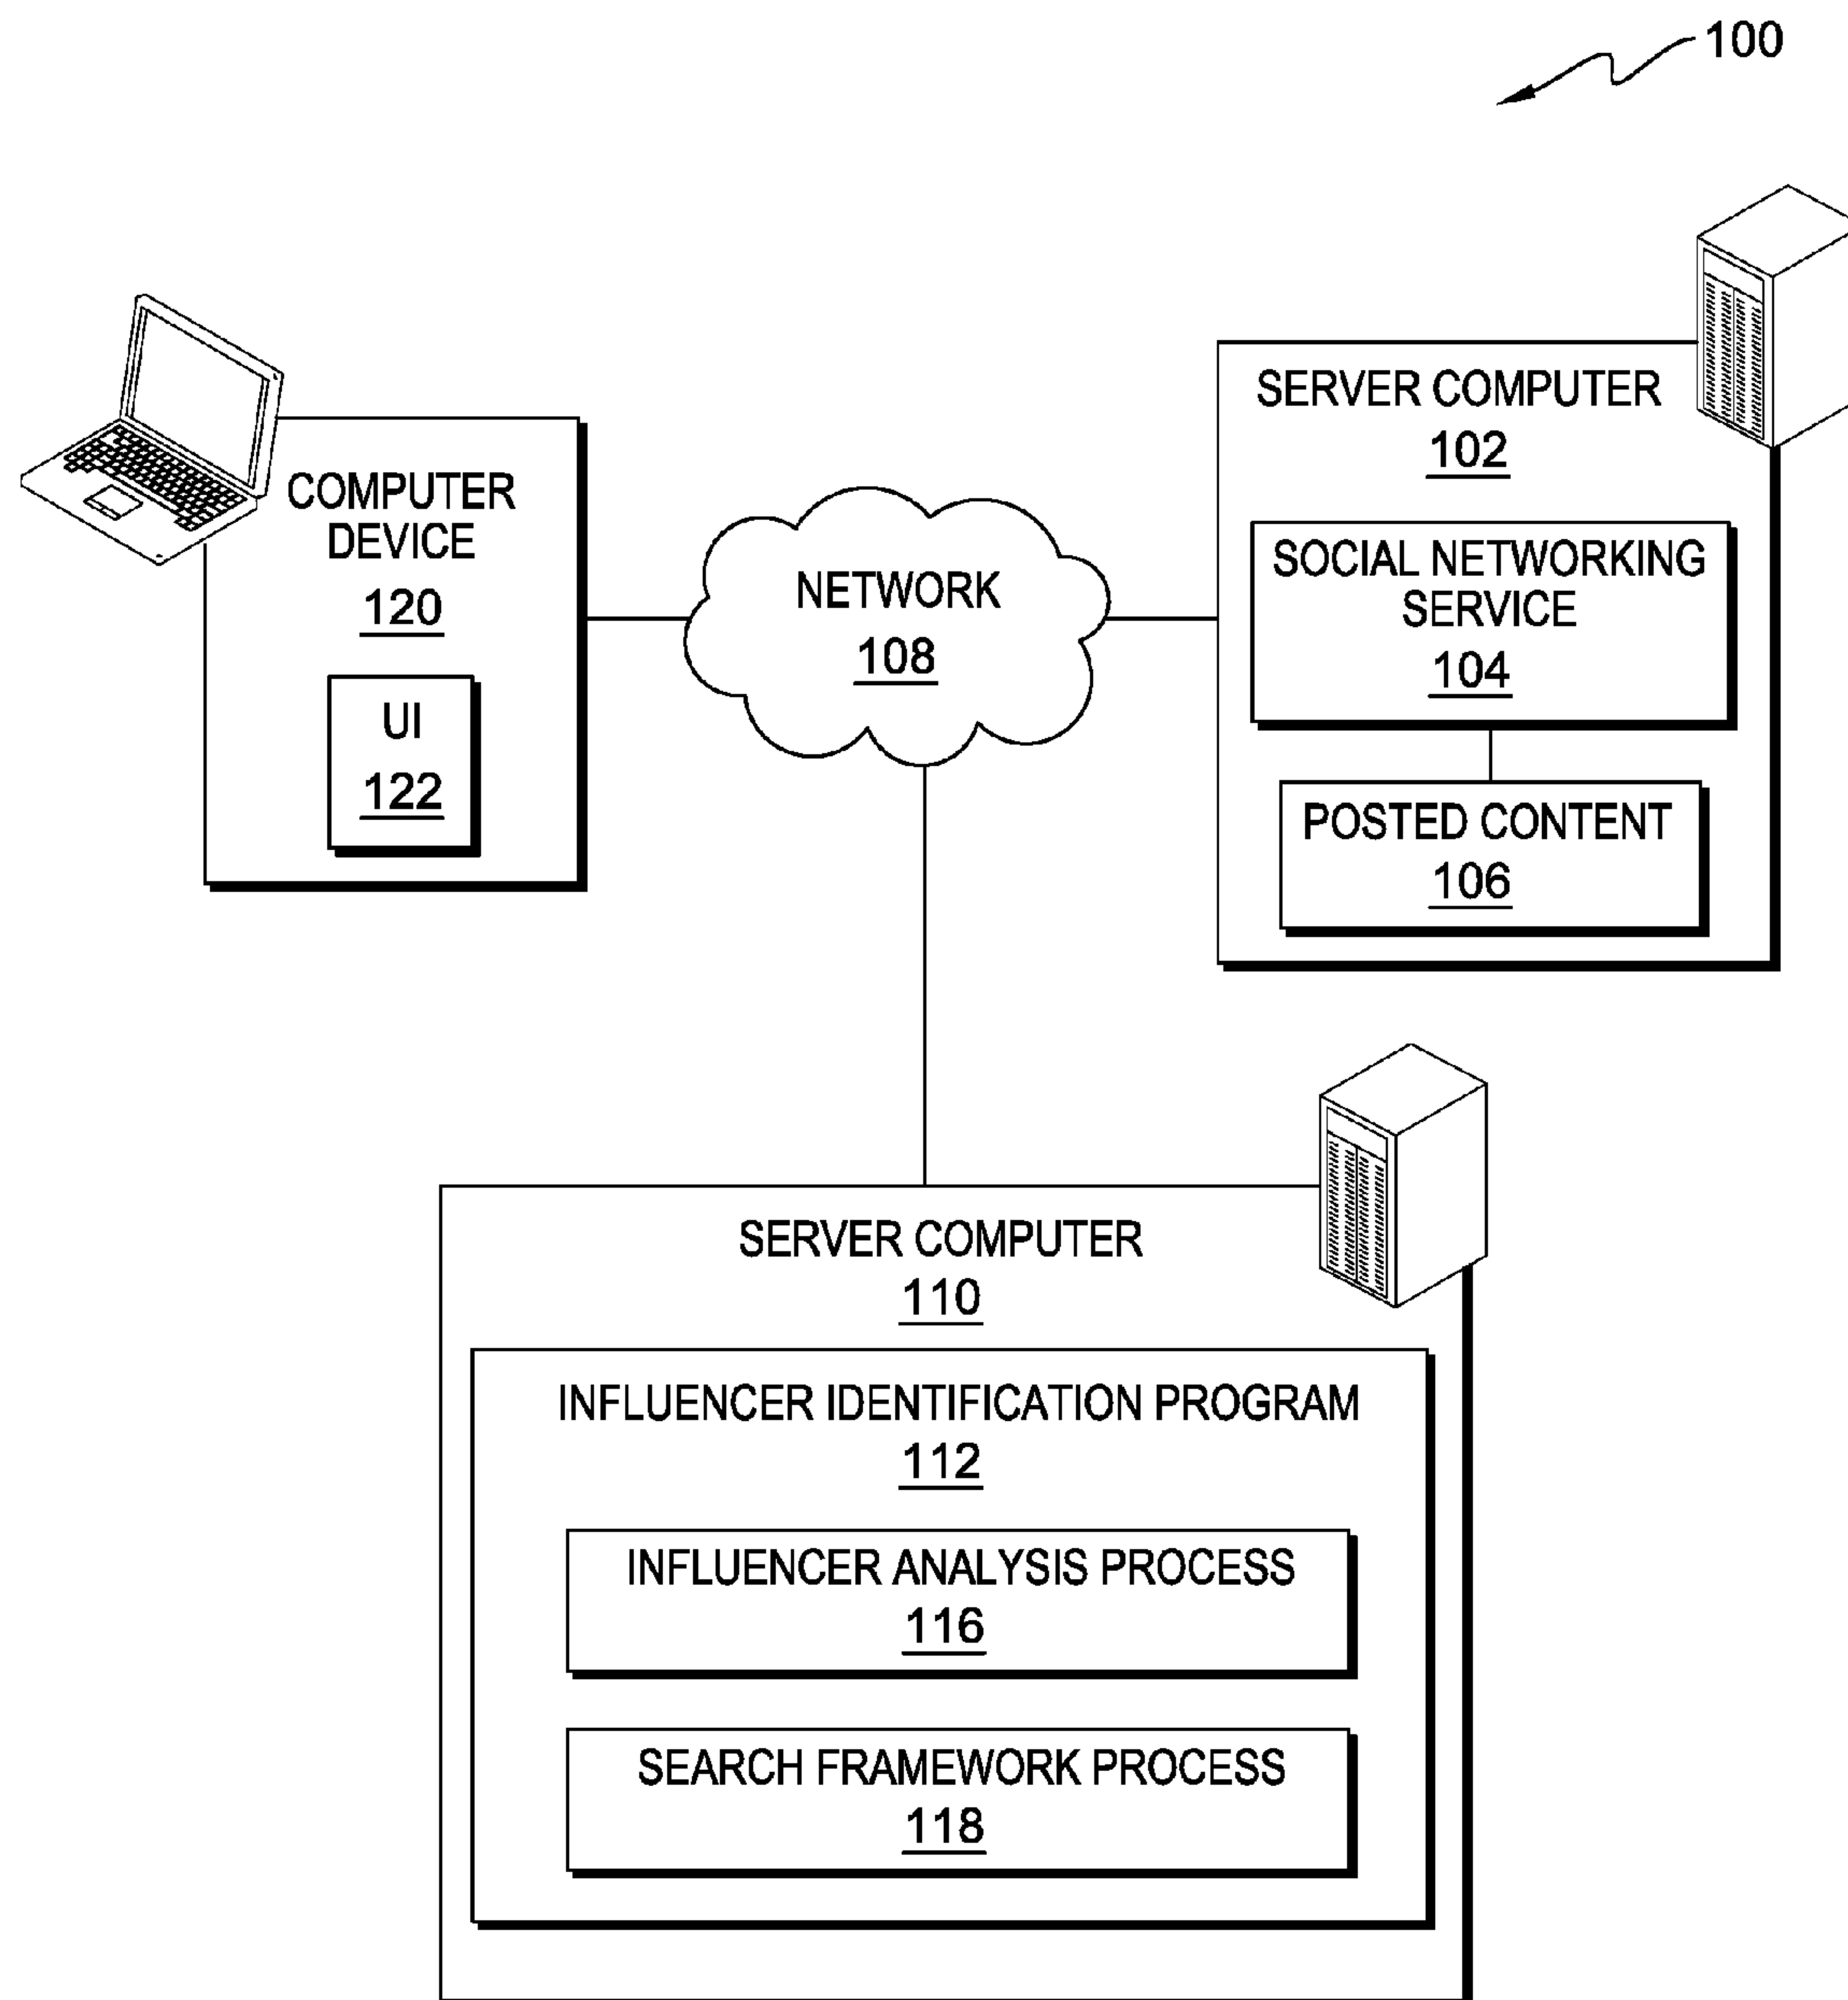 100
SERVER COMPUTER
102
SOCIAL NETWORKING
SERVICE
104
POSTED CONTENT
106
COMPUTER
DEVICE
120
UI
122
NETWORK
108
SERVER COMPUTER
110
INFLUENCER IDENTIFICATION PROGRAM
112
INFLUENCER ANALYSIS PROCESS
116
SEARCH FRAMEWORK PROCESS
118